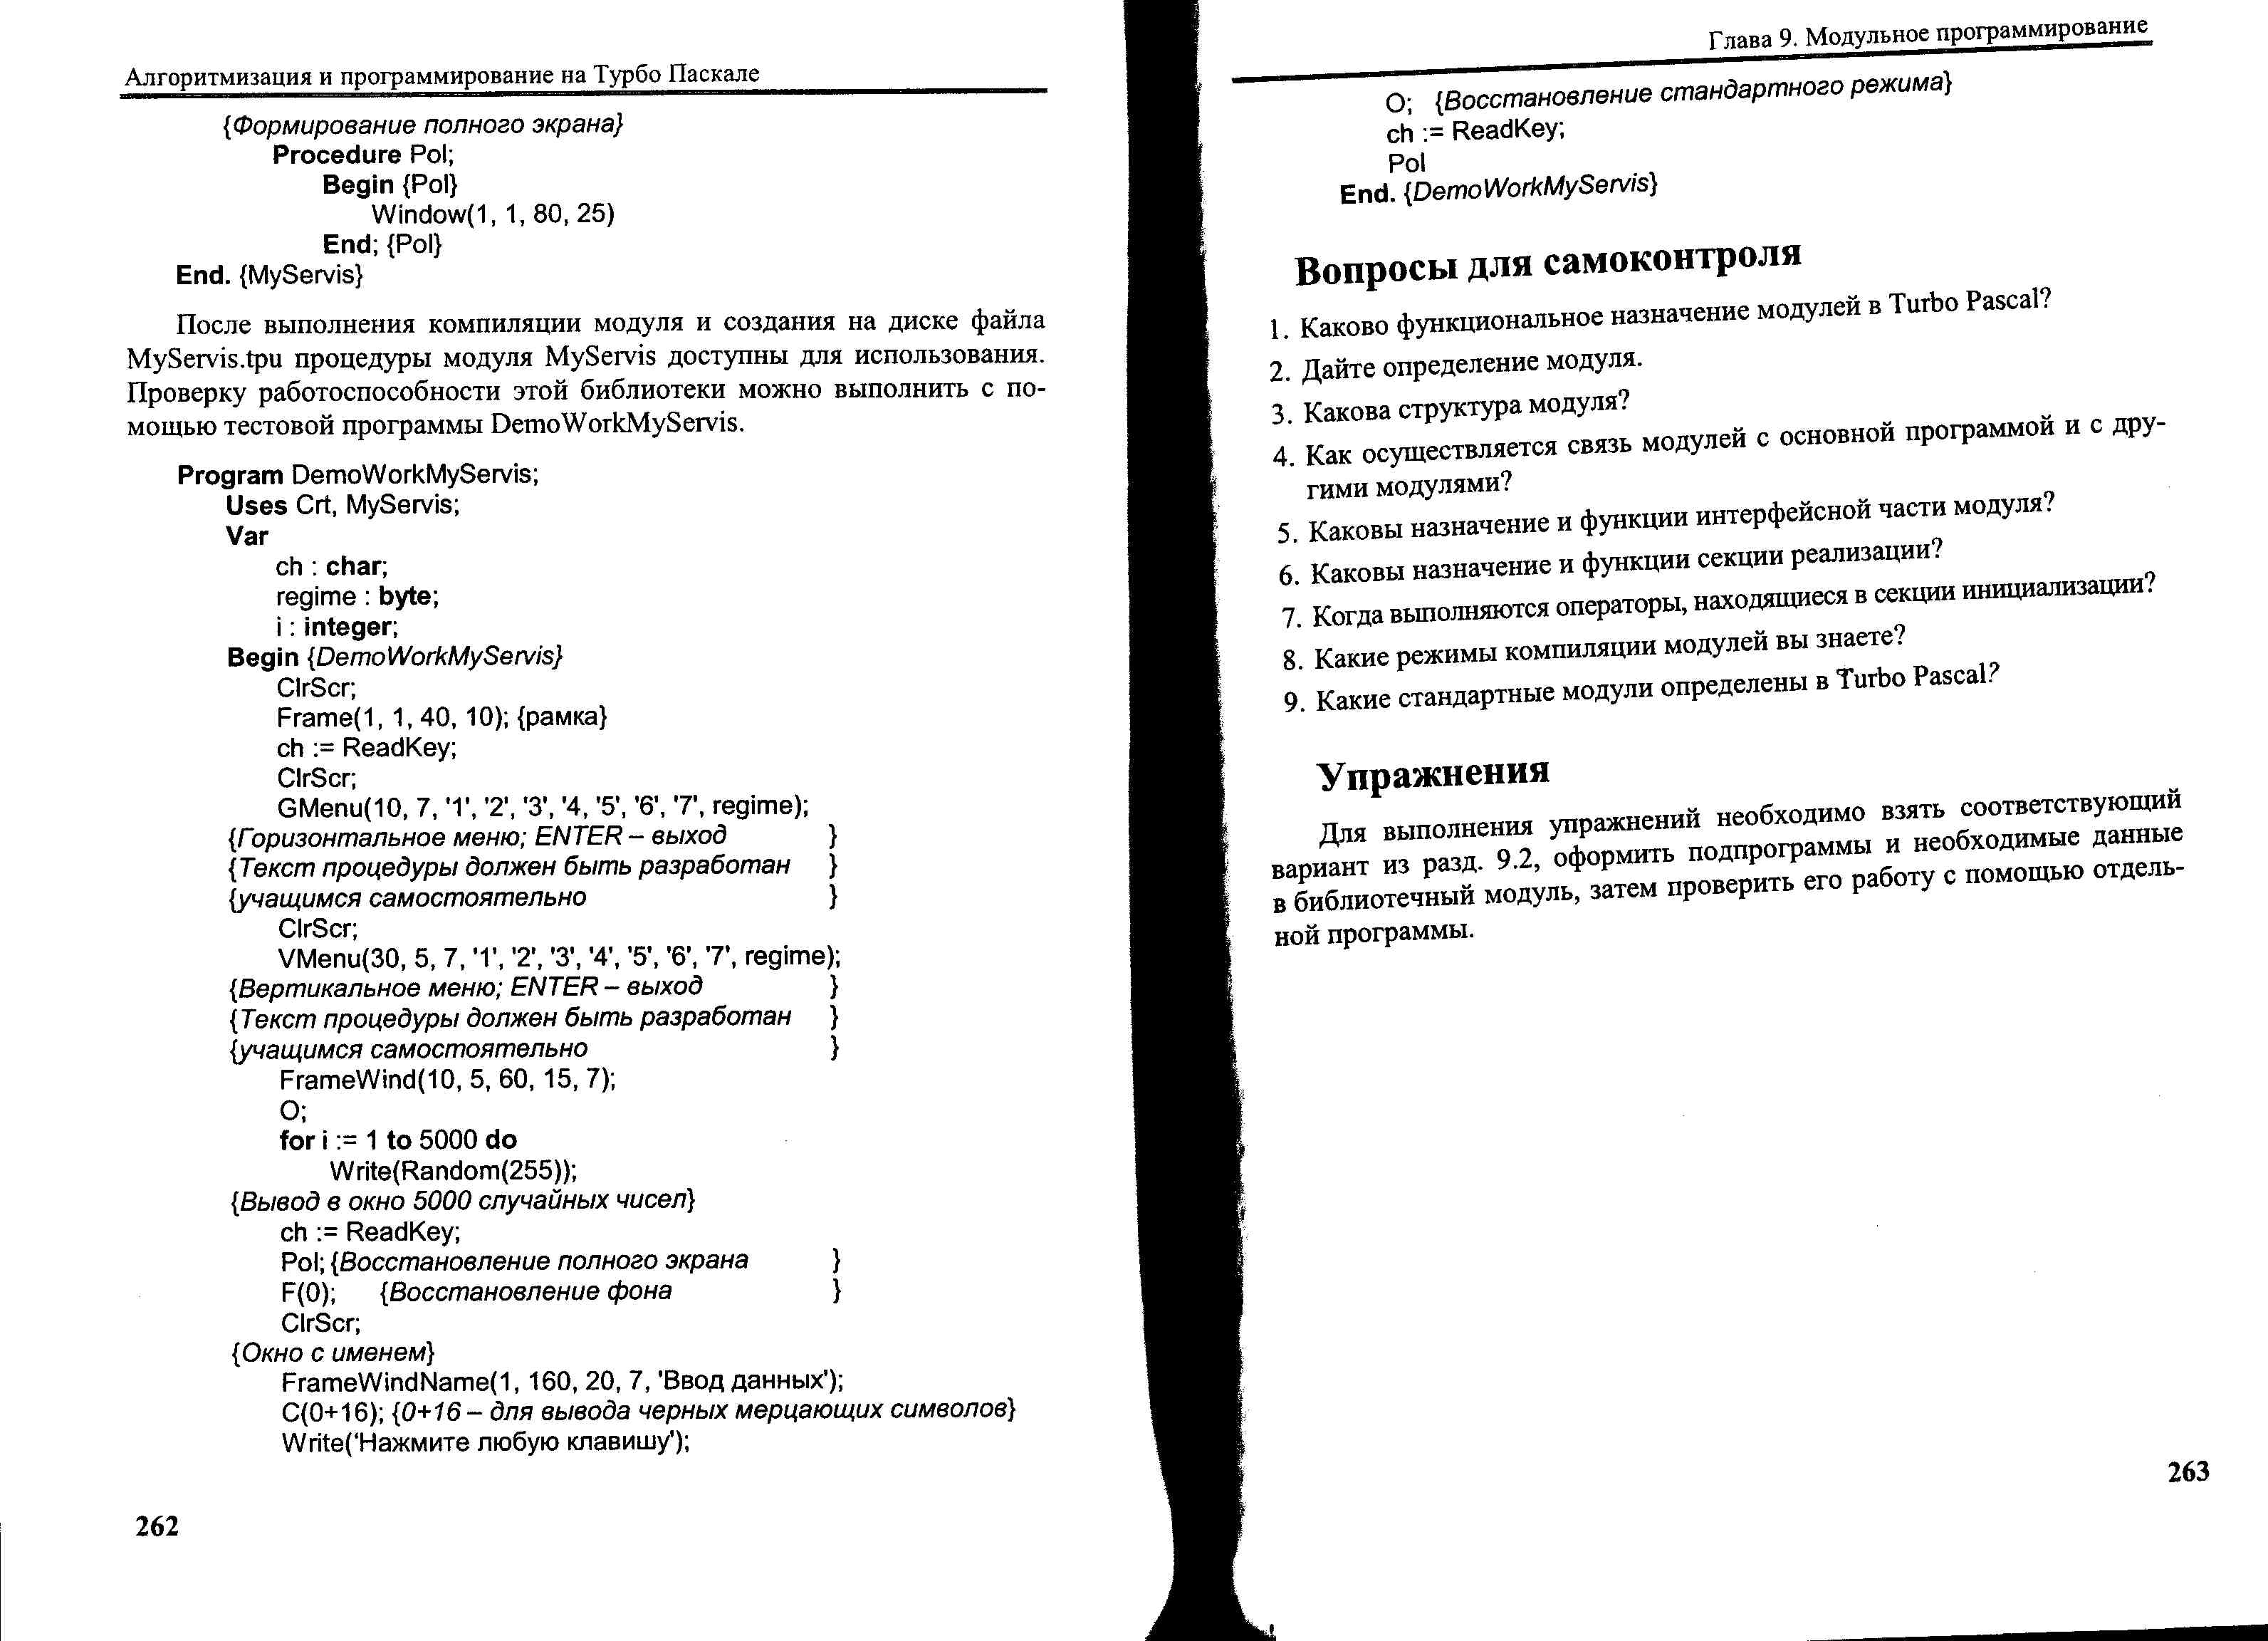 Алгоритмизация и программирование на Турбо Паскале
{Формирование полного экрана}
Procedure Pol;
Begin {Pol}
Window(1, 1, 80, 25)
End; {Pol}
End. {MyServis}
После выполнения компиляции модуля и создания на диске файла
MyServis.tpu процедуры модуля MyServis доступны для использования.
Проверку работоспособности этой библиотеки можно выполнить с по-
мощью тестовой программы DemoWorkMyServis.
Program DemoWorkMyServis;
Uses Crt, MyServis;
Var
ch : char;
regime : byte;
i : integer;
Begin {DemoWorkMyServis}
ClrScr;
Frame(1, 1, 40, 10); {рамка}
ch := ReadKey;
ClrScr;
GMenu(10, 7, '1', '2', '3', '4, '5', '6', '7', regime);
{Горизонтальное меню; ENTER – выход }
{Текст процедуры должен быть разработан }
{учащимся самостоятельно }
ClrScr;
VMenu(30, 5, 7, '1', '2', '3', '4', '5', '6', '7', regime);
{Вертикальное меню; ENTER – выход }
{Текст процедуры должен быть разработан }
{учащимся самостоятельно }
FrameWind(10, 5, 60, 15, 7);
O;
for i := 1 to 5000 do
Write(Random(255));
{Вывод в окно 5000 случайных чисел}
ch := ReadKey;
Pol; {Восстановление полного экрана }
F(0); {Восстановление фона }
ClrScr;
{Окно с именем}
FrameWindName(1, 160, 20, 7, 'Ввод данных');
C(0+16); {0+16 – для вывода черных мерцающих символов}
Write('Нажмите любую клавишу');
262
Глава 9. Модульное программирование
O; {Восстановление стандартного режима}
ch := ReadKey;
Pol
End. {DemoWorkMyServis}
Вопросы для самоконтроля
1. Каково функциональное назначение модулей в Turbo Pascal?
2. Дайте определение модуля.
3. Какова структура модуля?
4. Как осуществляется связь модулей с основной программой и с дру-
гими модулями?
5. Каковы назначение и функции интерфейсной части модуля?
6. Каковы назначение и функции секции реализации?
7. Когда выполняются операторы, находящиеся в секции инициализации?
8. Какие режимы компиляции модулей вы знаете?
9. Какие стандартные модули определены в Turbo Pascal?
Упражнения
Для выполнения упражнений необходимо взять соответствующий
вариант из разд. 9.2, оформить подпрограммы и необходимые данные
в библиотечный модуль, затем проверить его работу с помощью отдель-
ной программы.
263